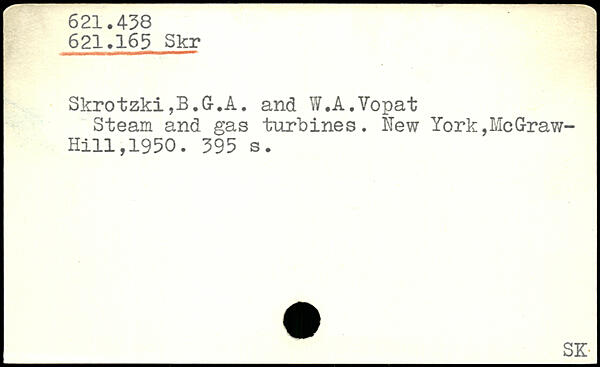 621.438
621.165 Skr
Skrotzki,B.G.A. and W.A.Vopat
Steam and gas turbines. New York,McGraw-
Hill,1950. 395 s.
SK